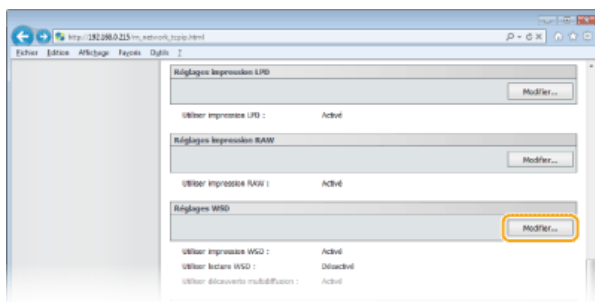 http://192.168.0.215/m_network_tcpip.html
Fichier Edition Affichage Favoris Outils ?
Réglages impression LPD
Modifier...
Utiliser impression LPD : Activé
Réglages impression RAW
Modifier...
Utiliser impression RAW : Activé
Réglages WSD
Modifier...
Utiliser impression WSD : Activé
Utiliser lecture WSD : Désactivé
Utiliser découverte multidiffusion : Activé